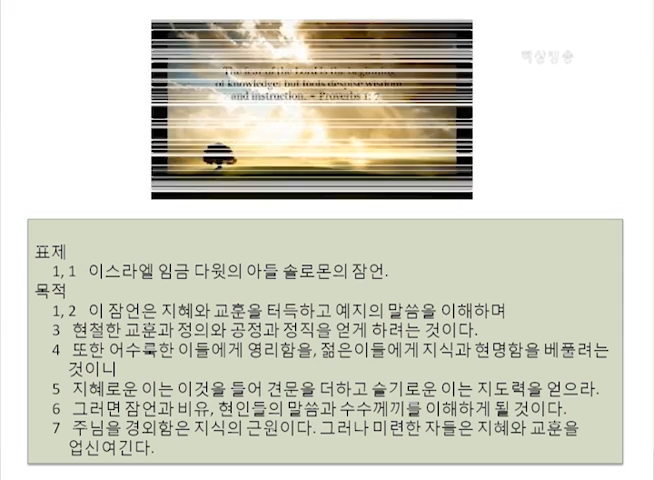 The fear of the Lord is the beginning
of knowledge; but fools despise wisdom
and instruction. ~ Proverbs 1: 7
표제
1, 1 이스라엘 임금 다윗의 아들 솔로몬의 잠언.
목적
1, 2 이 잠언은 지혜와 교훈을 터득하고 예지의 말씀을 이해하며
3 현철한 교훈과 정의와 공정과 정직을 얻게 하려는 것이다.
4 또한 어수룩한 이들에게 영리함을, 젊은이들에게 지식과 현명함을 베풀려는
것이니
5 지혜로운 이는 이것을 들어 견문을 더하고 슬기로운 이는 지도력을 얻으라.
6 그러면 잠언과 비유, 현인들의 말씀과 수수께끼를 이해하게 될 것이다.
7 주님을 경외함은 지식의 근원이다. 그러나 미련한 자들은 지혜와 교훈을
업신여긴다.